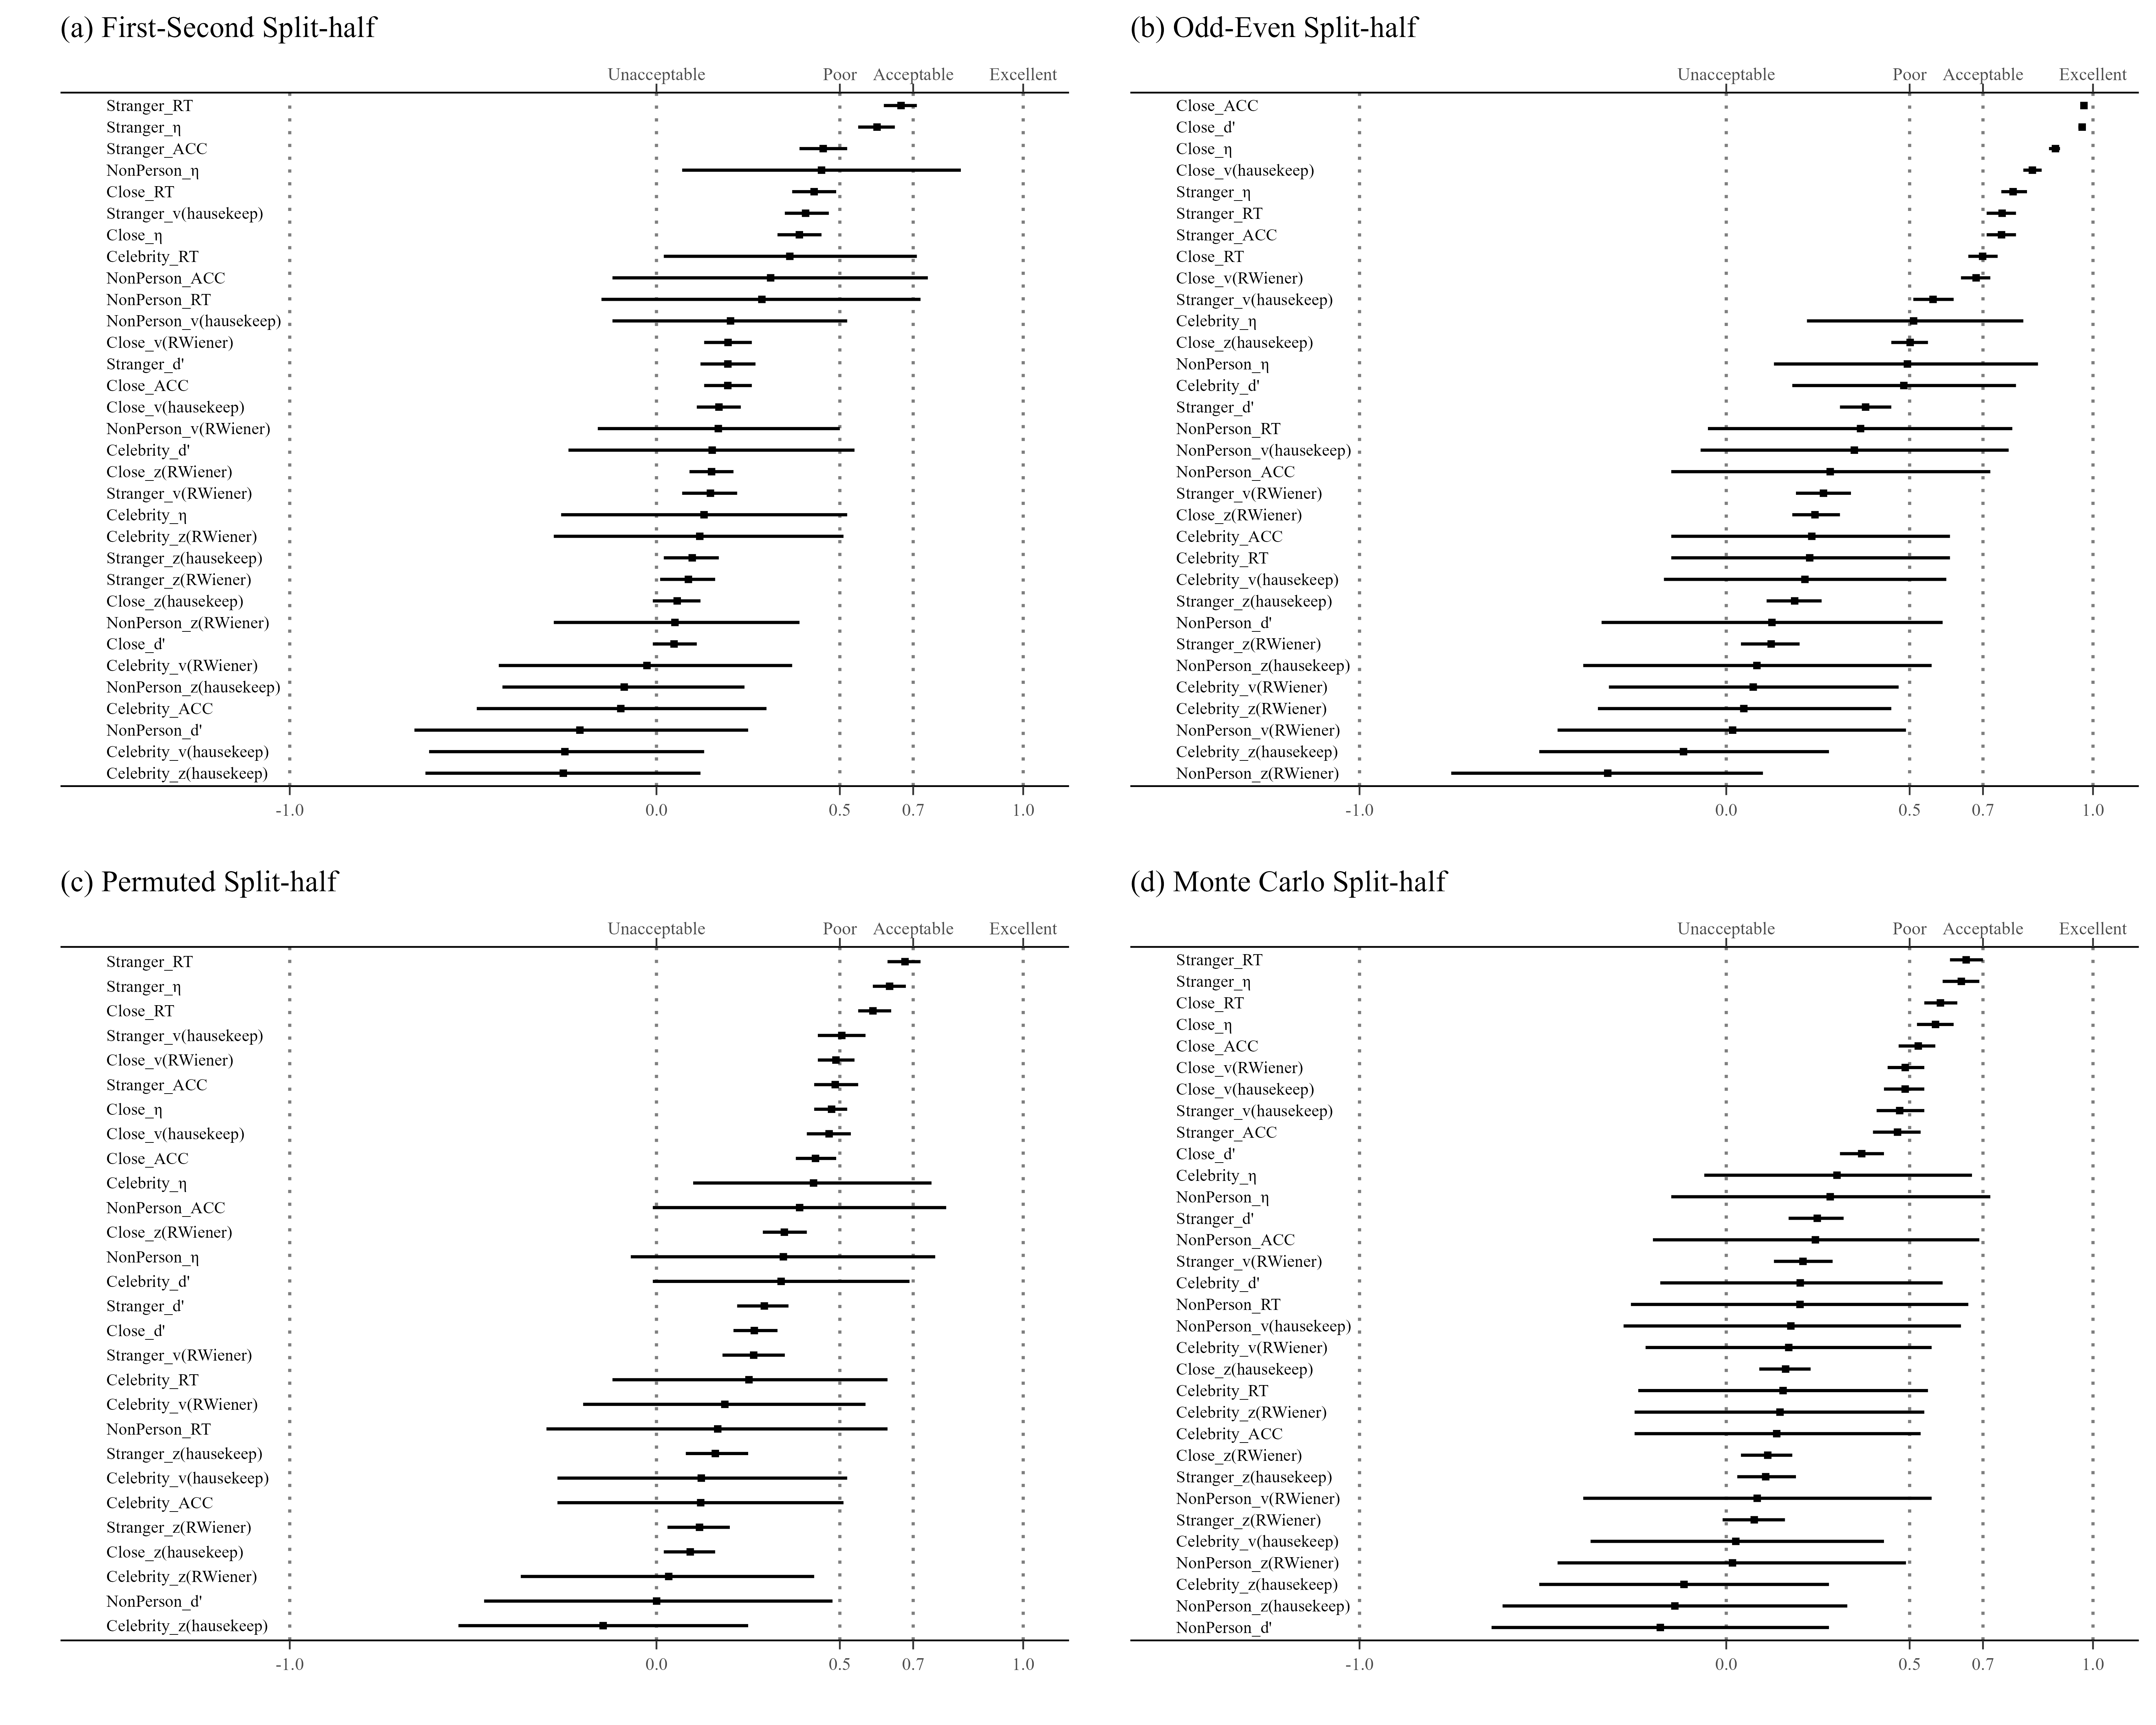 (a) First-Second Split-half
Unacceptable Poor Acceptable Excellent
Stranger_RT
Stranger_η
Stranger_ACC
NonPerson_η
Close_RT
Stranger_v(hausekeep)
Close_η
Celebrity_RT
NonPerson_ACC
NonPerson_RT
NonPerson_v(hausekeep)
Close_v(RWiener)
Stranger_d'
Close_ACC
Close_v(hausekeep)
NonPerson_v(RWiener)
Celebrity_d'
Close_z(RWiener)
Stranger_v(RWiener)
Celebrity_η
Celebrity_z(RWiener)
Stranger_z(hausekeep)
Stranger_z(RWiener)
Close_z(hausekeep)
NonPerson_z(RWiener)
Close_d'
Celebrity_v(RWiener)
NonPerson_z(hausekeep)
Celebrity_ACC
NonPerson_d'
Celebrity_v(hausekeep)
Celebrity_z(hausekeep)
-1.0 0.0 0.5 0.7 1.0
(b) Odd-Even Split-half
Unacceptable Poor Acceptable Excellent
Close_ACC
Close_d'
Close_η
Close_v(hausekeep)
Stranger_η
Stranger_RT
Stranger_ACC
Close_RT
Close_v(RWiener)
Stranger_v(hausekeep)
Celebrity_η
Close_z(hausekeep)
NonPerson_η
Celebrity_d'
Stranger_d'
NonPerson_RT
NonPerson_v(hausekeep)
NonPerson_ACC
Stranger_v(RWiener)
Close_z(RWiener)
Celebrity_ACC
Celebrity_RT
Celebrity_v(hausekeep)
Stranger_z(hausekeep)
NonPerson_d'
Stranger_z(RWiener)
NonPerson_z(hausekeep)
Celebrity_v(RWiener)
Celebrity_z(RWiener)
NonPerson_v(RWiener)
Celebrity_z(hausekeep)
NonPerson_z(RWiener)
-1.0 0.0 0.5 0.7 1.0
(c) Permuted Split-half
Unacceptable Poor Acceptable Excellent
Stranger_RT
Stranger_η
Close_RT
Stranger_v(hausekeep)
Close_v(RWiener)
Stranger_ACC
Close_η
Close_v(hausekeep)
Close_ACC
Celebrity_η
NonPerson_ACC
Close_z(RWiener)
NonPerson_η
Celebrity_d'
Stranger_d'
Close_d'
Stranger_v(RWiener)
Celebrity_RT
Celebrity_v(RWiener)
NonPerson_RT
Stranger_z(hausekeep)
Celebrity_v(hausekeep)
Celebrity_ACC
Stranger_z(RWiener)
Close_z(hausekeep)
Celebrity_z(RWiener)
NonPerson_d'
Celebrity_z(hausekeep)
-1.0 0.0 0.5 0.7 1.0
(d) Monte Carlo Split-half
Unacceptable Poor Acceptable Excellent
Stranger_RT
Stranger_η
Close_RT
Close_η
Close_ACC
Close_v(RWiener)
Close_v(hausekeep)
Stranger_v(hausekeep)
Stranger_ACC
Close_d'
Celebrity_η
NonPerson_η
Stranger_d'
NonPerson_ACC
Stranger_v(RWiener)
Celebrity_d'
NonPerson_RT
NonPerson_v(hausekeep)
Celebrity_v(RWiener)
Close_z(hausekeep)
Celebrity_RT
Celebrity_z(RWiener)
Celebrity_ACC
Close_z(RWiener)
Stranger_z(hausekeep)
NonPerson_v(RWiener)
Stranger_z(RWiener)
Celebrity_v(hausekeep)
NonPerson_z(RWiener)
Celebrity_z(hausekeep)
NonPerson_z(hausekeep)
NonPerson_d'
-1.0 0.0 0.5 0.7 1.0